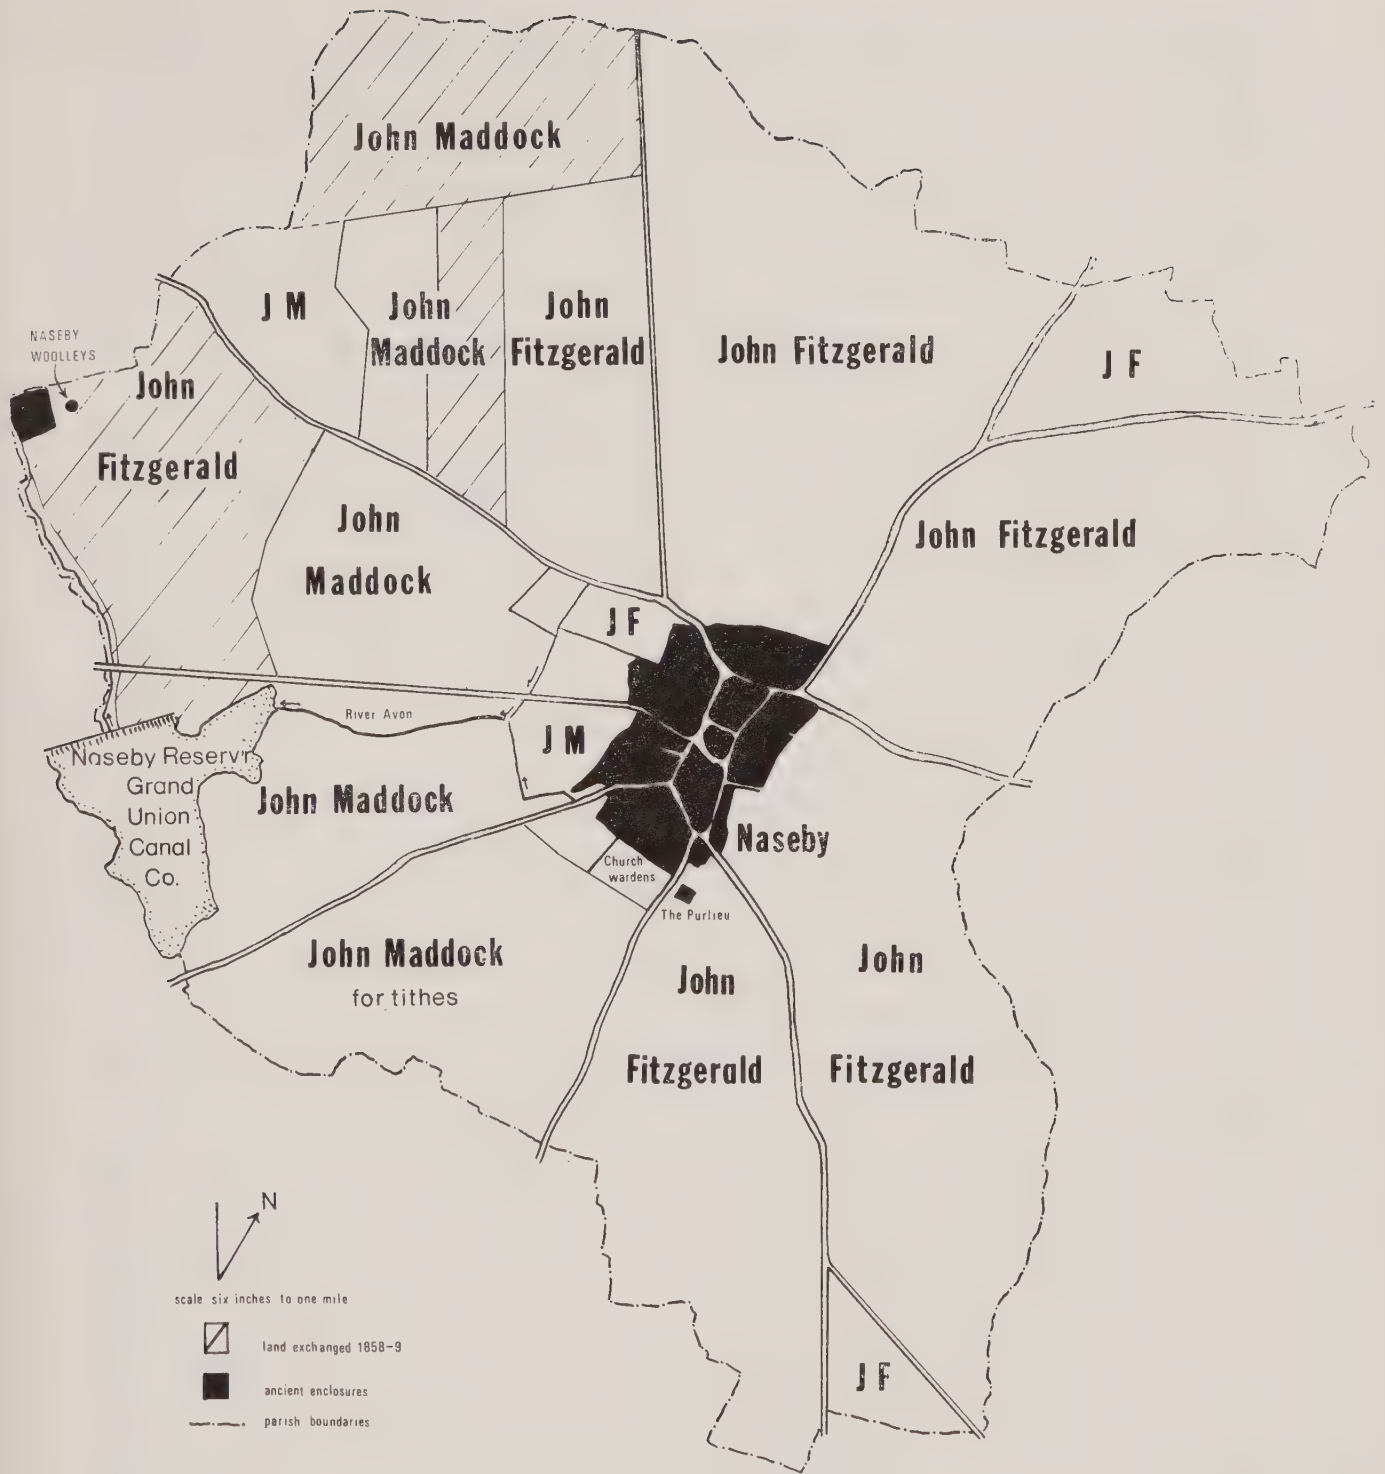 John Maddock
J M
John
Maddock
John
Fitzgerald
John Fitzgerald
J F
NASEBY
WOOLLEYS
John
Fitzgerald
John
Maddock
John Fitzgerald
J F
River Avon
J M
Naseby Reserv'r
Grand
Union
Canal
Co.
John Maddock
Naseby
Church
wardens
The Purlieu
John Maddock
for tithes
John
Fitzgerald
John
Fitzgerald
N
scale six inches to one mile
land exchanged 1858-9
ancient enclosures
parish boundaries
J F